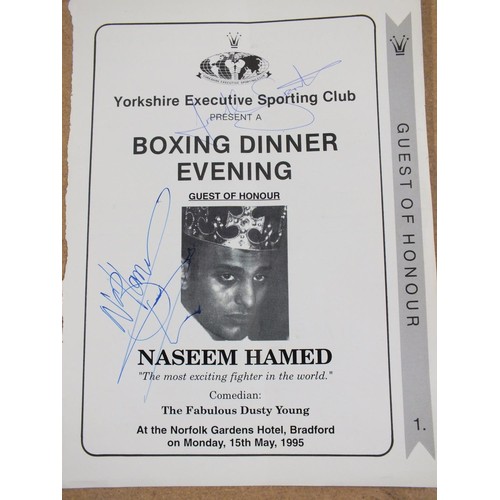 Yorkshire Executive Sporting Club
PRESENT A
BOXING DINNER
EVENING
GUEST OF HONOUR
NASEEM HAMED
"The most exciting fighter in the world."
Comedian:
The Fabulous Dusty Young
At the Norfolk Gardens Hotel, Bradford
on Monday, 15th May, 1995
GUEST OF HONOUR
1.